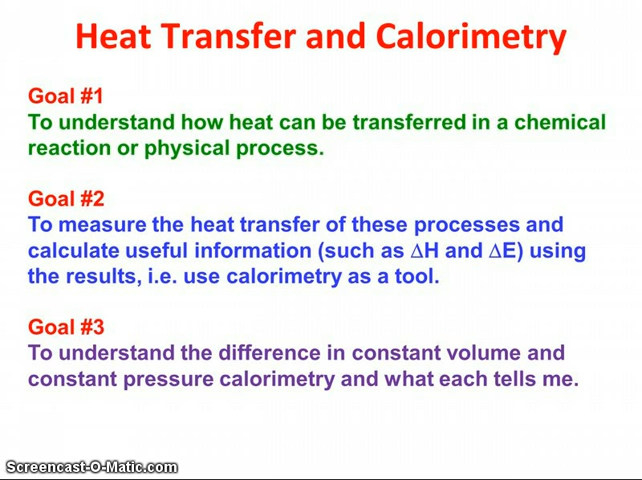 Heat Transfer and Calorimetry
Goal #1
To understand how heat can be transferred in a chemical
reaction or physical process.
Goal #2
To measure the heat transfer of these processes and
calculate useful information (such as ∆H and ∆E) using
the results, i.e. use calorimetry as a tool.
Goal #3
To understand the difference in constant volume and
constant pressure calorimetry and what each tells me.
Screencast-O-Matic.com